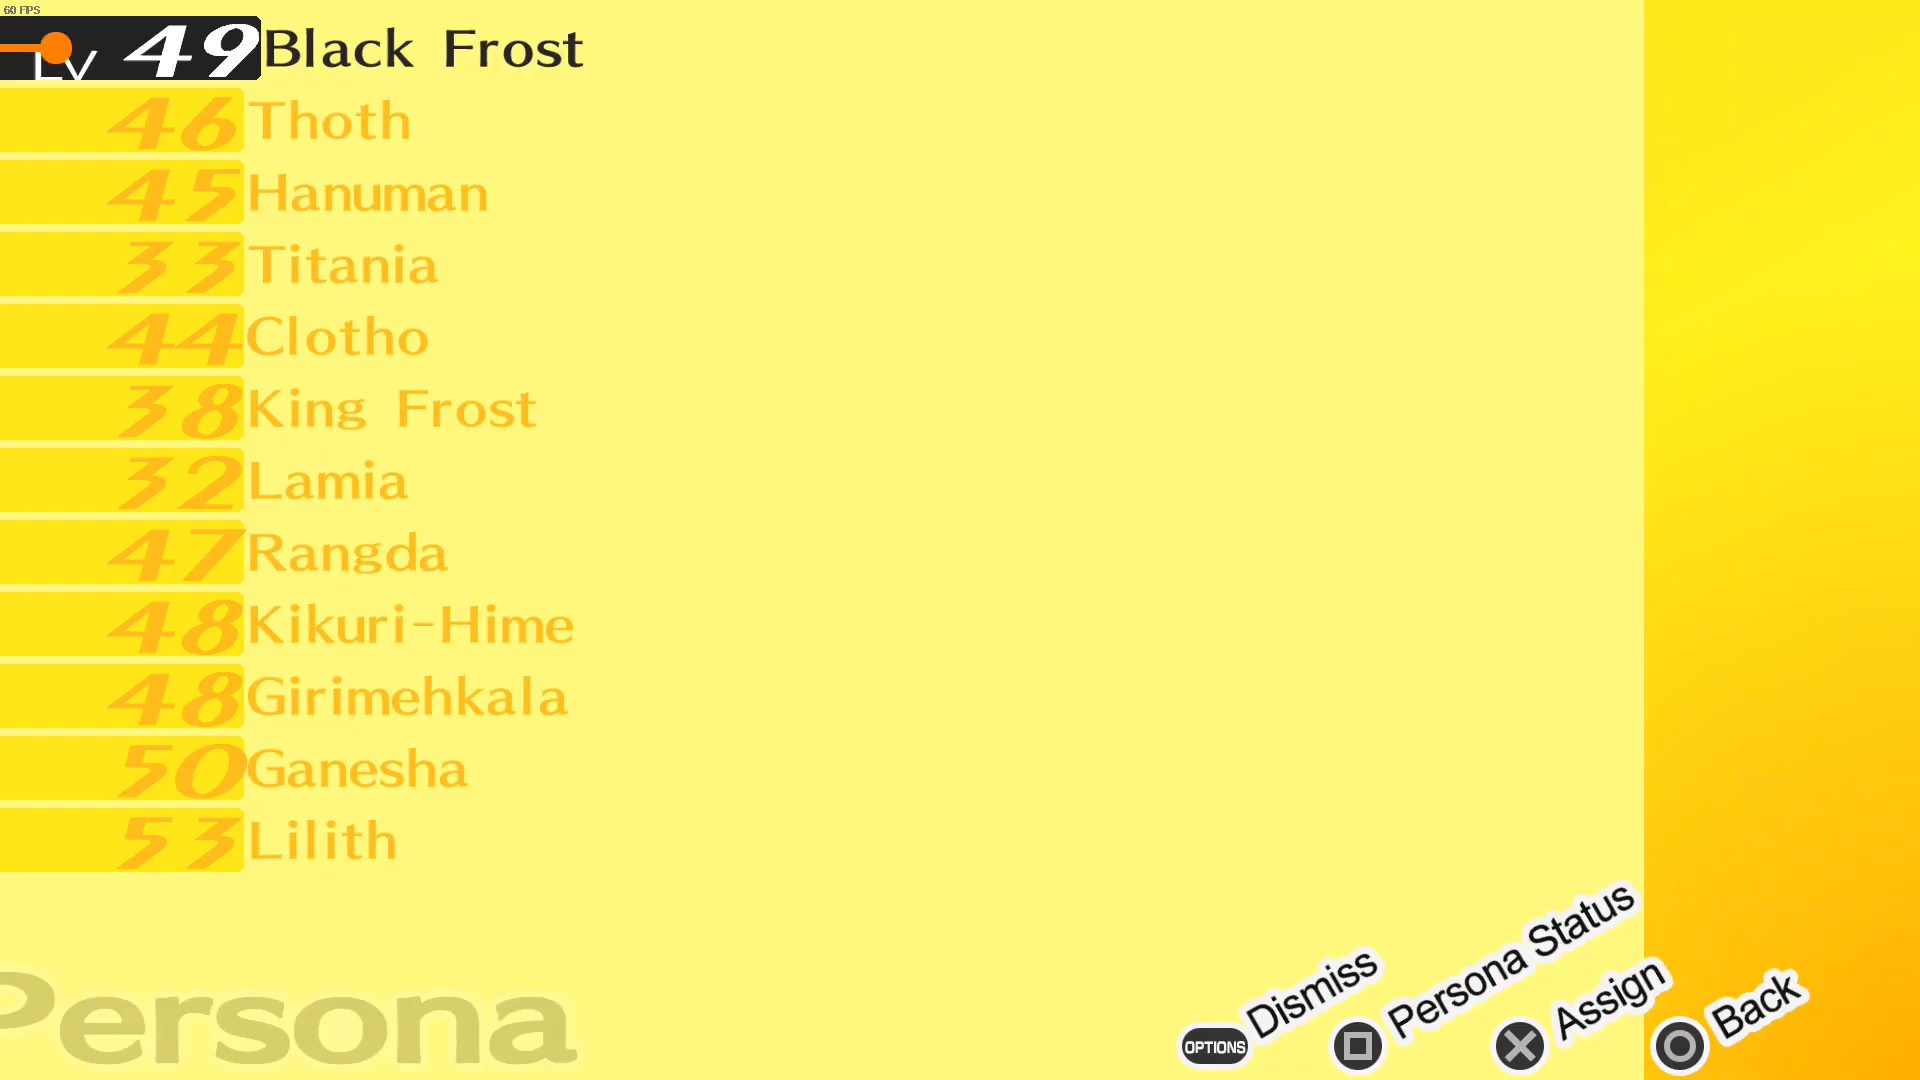 60 FPS
Lv 49 Black Frost
46 Thoth
45 Hanuman
33 Titania
44 Clotho
38 King Frost
32 Lamia
47 Rangda
48 Kikuri-Hime
48 Girimehkala
50 Ganesha
53 Lilith
Persona
OPTIONS Dismiss
Persona Status
Assign
Back